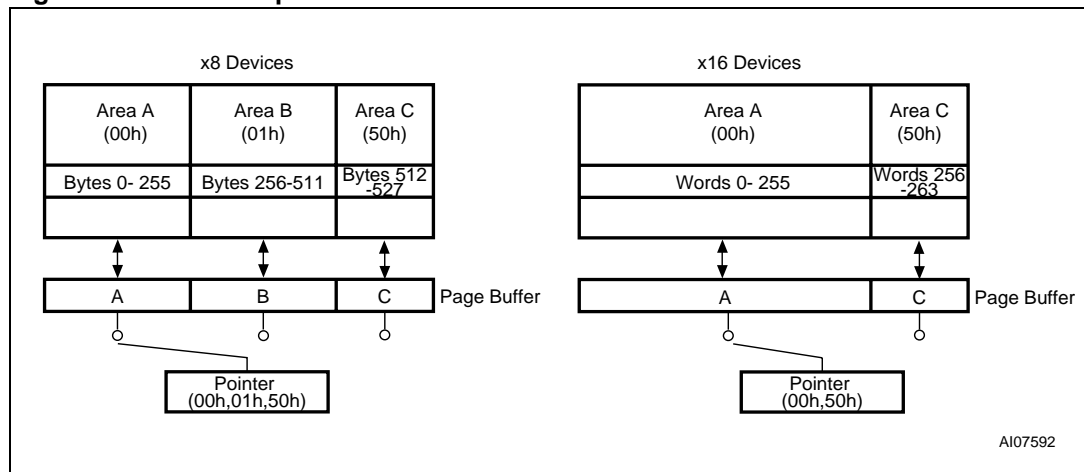 x8 Devices
Area A
(00h)
Area B
(01h)
Area C
(50h)
Bytes 0- 255
Bytes 256-511
Bytes 512
-527
A
B
C
Page Buffer
Pointer
(00h,01h,50h)
x16 Devices
Area A
(00h)
Area C
(50h)
Words 0- 255
Words 256
-263
A
C
Page Buffer
Pointer
(00h,50h)
AI07592